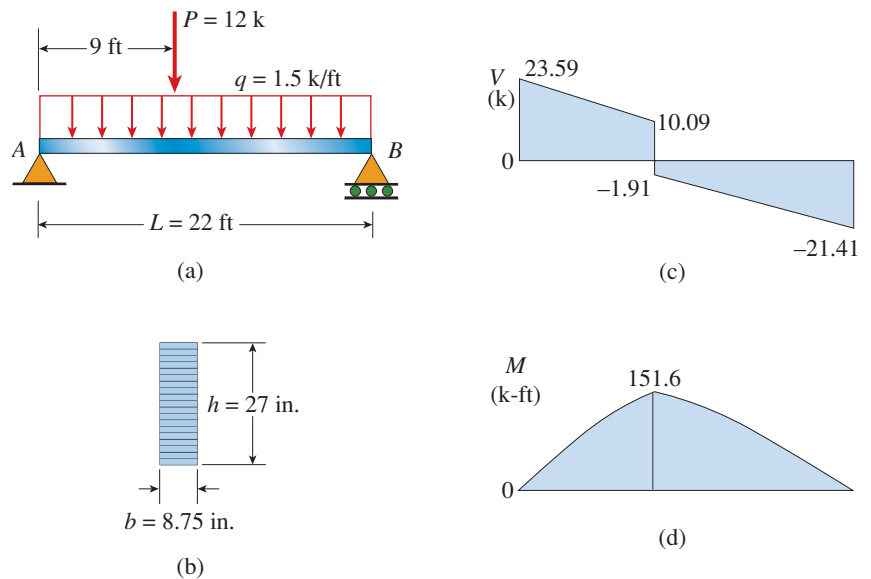 P = 12 k
9 ft
q = 1.5 k/ft
A
B
L = 22 ft
(a)
h = 27 in.
b = 8.75 in.
(b)
V
(k)
23.59
10.09
0
–1.91
–21.41
(c)
M
(k-ft)
151.6
0
(d)